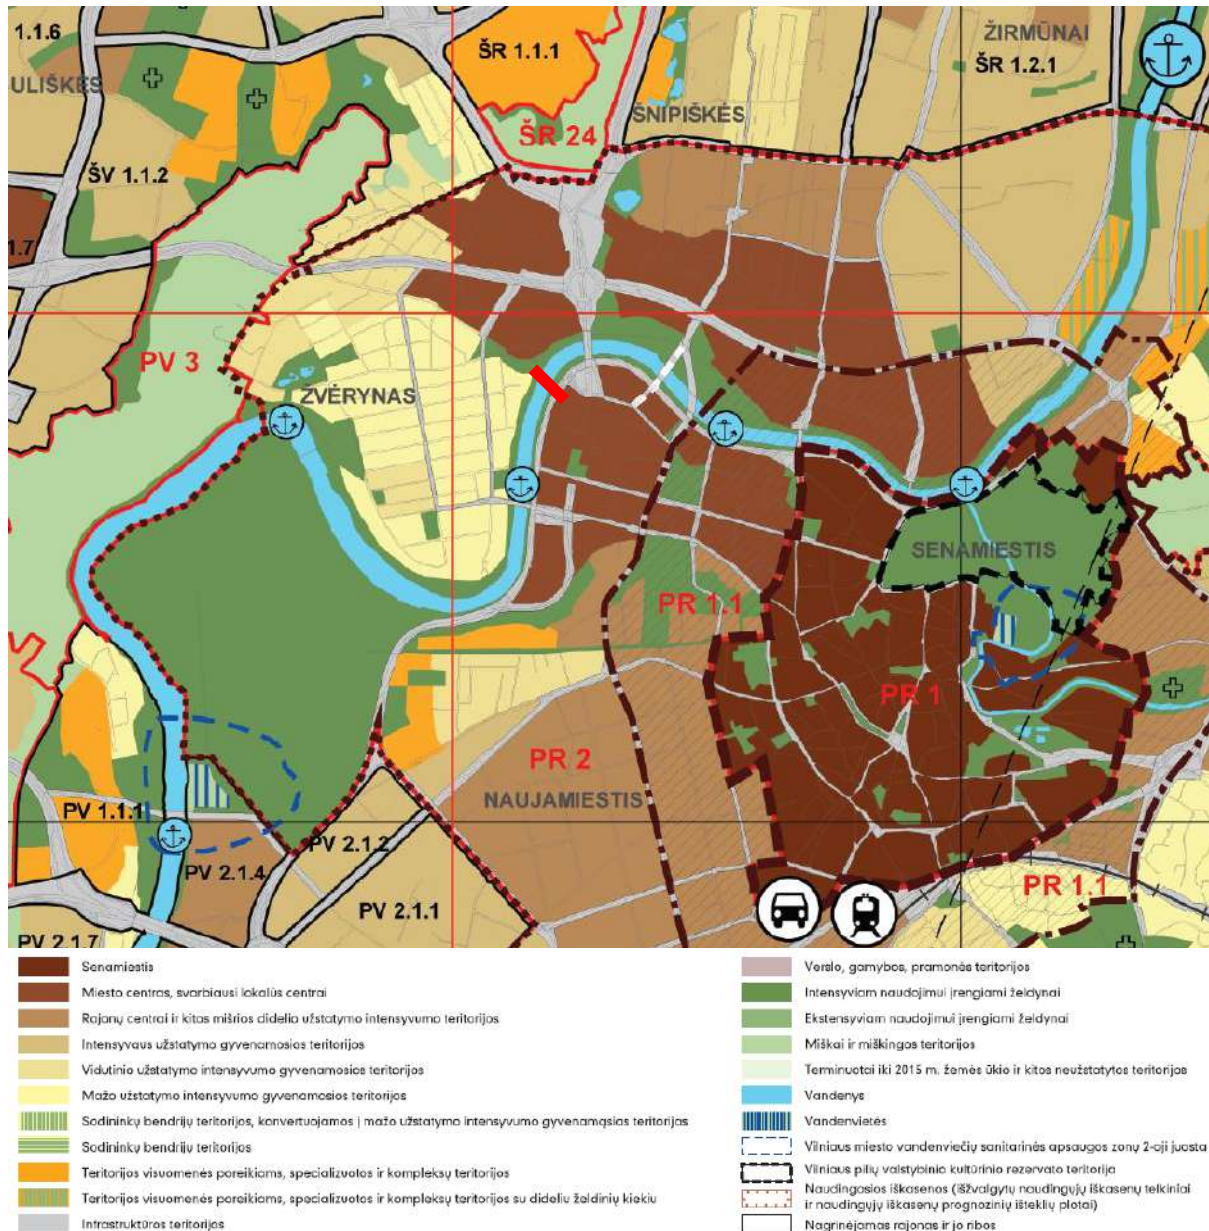 1.1.6
ULIŠKĖS
ŠR 1.1.1
ŽIRMŪNAI
ŠR 1.2.1
ŠNIPIŠKĖS
ŠR 24
ŠV 1.1.2
1.7
PV 3
ŽVĖRYNAS
SENAMIESTIS
PR 1.1
PR 1
PR 2
NAUJAMIESTIS
PV 1.1.1
PV 2.1.2
PV 2.1.4
PV 2.1.1
PR 1.1
PV 2.1.7
Senamiestis
Miesto centras, svarbiausi lokalūs centrai
Rajonų centrai ir kitos mišrios didelio užstatymo intensyvumo teritorijos
Intensyvaus užstatymo gyvenamosios teritorijos
Vidutinio užstatymo intensyvumo gyvenamosios teritorijos
Mažo užstatymo intensyvumo gyvenamosios teritorijos
Sodininkų bendrijų teritorijos, konvertuojamos į mažo užstatymo intensyvumo gyvenamąsias teritorijas
Sodininkų bendrijų teritorijos
Teritorijos visuomenės poreikiams, specializuotos ir kompleksų teritorijos
Teritorijos visuomenės poreikiams, specializuotos ir kompleksų teritorijos su dideliu želdinių kiekiu
Infrastruktūros teritorijos
Verslo, gamybos, pramonės teritorijos
Intensyviam naudojimui įrengiami želdynai
Ekstensyviam naudojimui įrengiami želdynai
Miškai ir miškingos teritorijos
Terminuotai iki 2015 m. žemės ūkio ir kitos neužstatytos teritorijos
Vandenys
Vandenvietės
Vilniaus miesto vandenviečių sanitarinės apsaugos zonų 2-oji juosta
Vilniaus pilių valstybinio kultūrinio rezervato teritorija
Naudingosios iškasenos (išžvalgytų naudingųjų iškasenų telkiniai
ir naudingųjų iškasenų prognozinių išteklių plotai)
Nagrinėjamas rajonas ir jo ribos